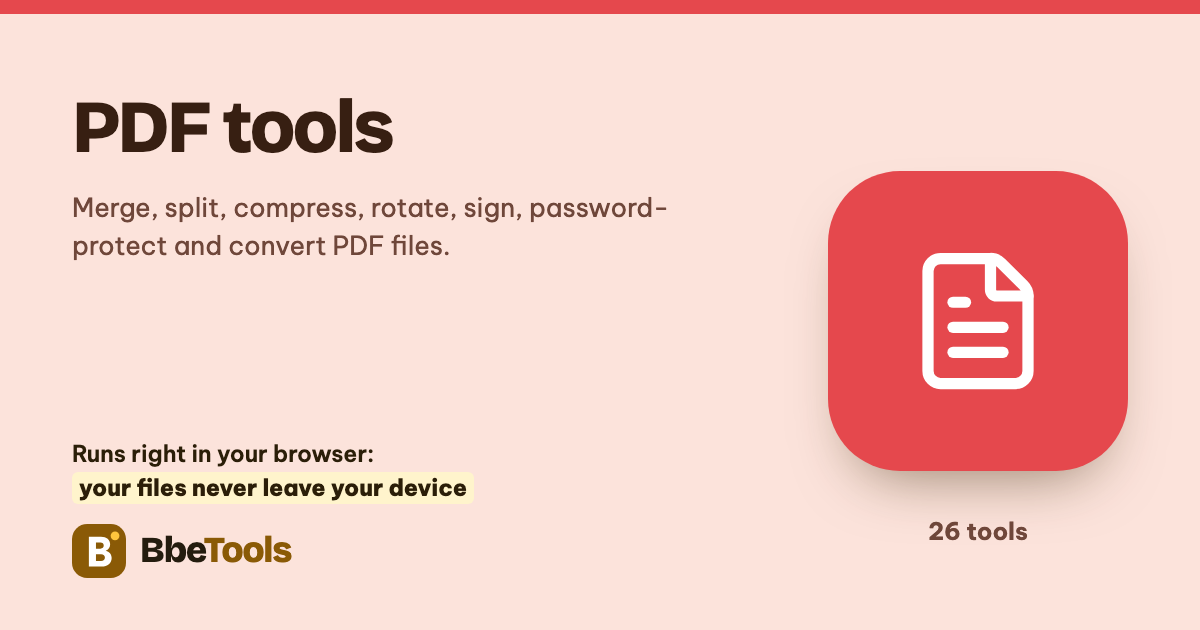 PDF tools
Merge, split, compress, rotate, sign, password-
protect and convert PDF files.
Runs right in your browser:
your files never leave your device
B BbeTools
26 tools